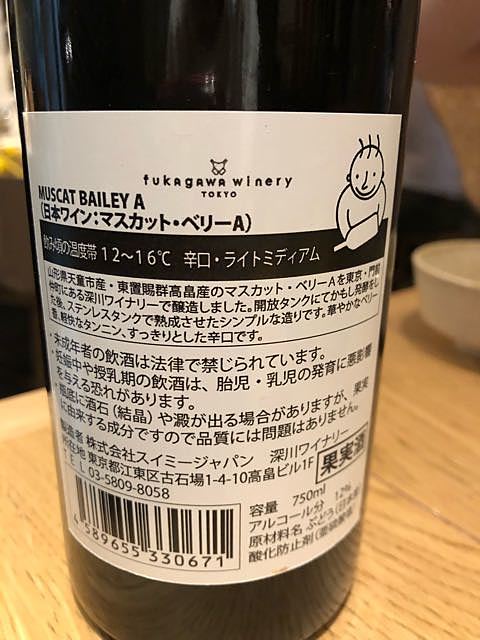 fukagawa winery
TOKYO
MUSCAT BAILEY A
(日本ワイン:マスカット・ベリーA)
飲み頃の温度帯 12~16℃ 辛口・ライトミディアム
山形県天童市産・東置賜群高畠産のマスカット・ベリーAを東京・門前
仲町にある深川ワイナリーで醸造しました。開放タンクにてかもし発酵をし
た後、ステンレスタンクで熟成させたシンプルな造りです。華やかなベリー
香、軽快なタンニン、すっきりとした辛口です。
・未成年者の飲酒は法律で禁じられています。
・妊娠中や授乳期の飲酒は、胎児・乳児の発育に悪影響
を与える恐れがあります。
・瓶底に酒石(結晶)や澱が出る場合がありますが、果実
に由来する成分ですので品質には問題はありません。
製造者 株式会社スイミージャパン 深川ワイナリー
所在地 東京都江東区古石場1-4-10高畠ビル1F
TEL 03-5809-8058
果実酒
容量 750ml
アルコール分 12%
原材料名 ぶどう(日本産)
酸化防止剤(亜硫酸塩)
4589655330671